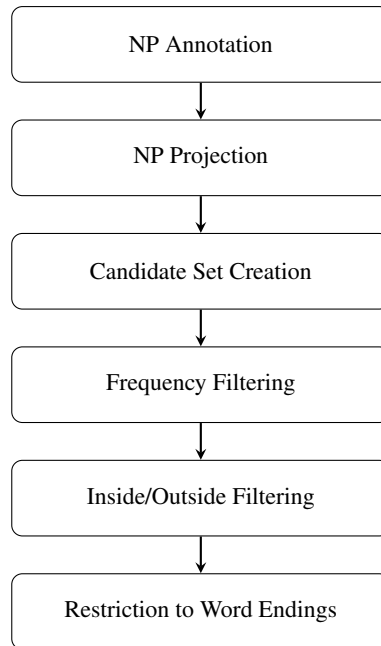 NP Annotation
NP Projection
Candidate Set Creation
Frequency Filtering
Inside/Outside Filtering
Restriction to Word Endings